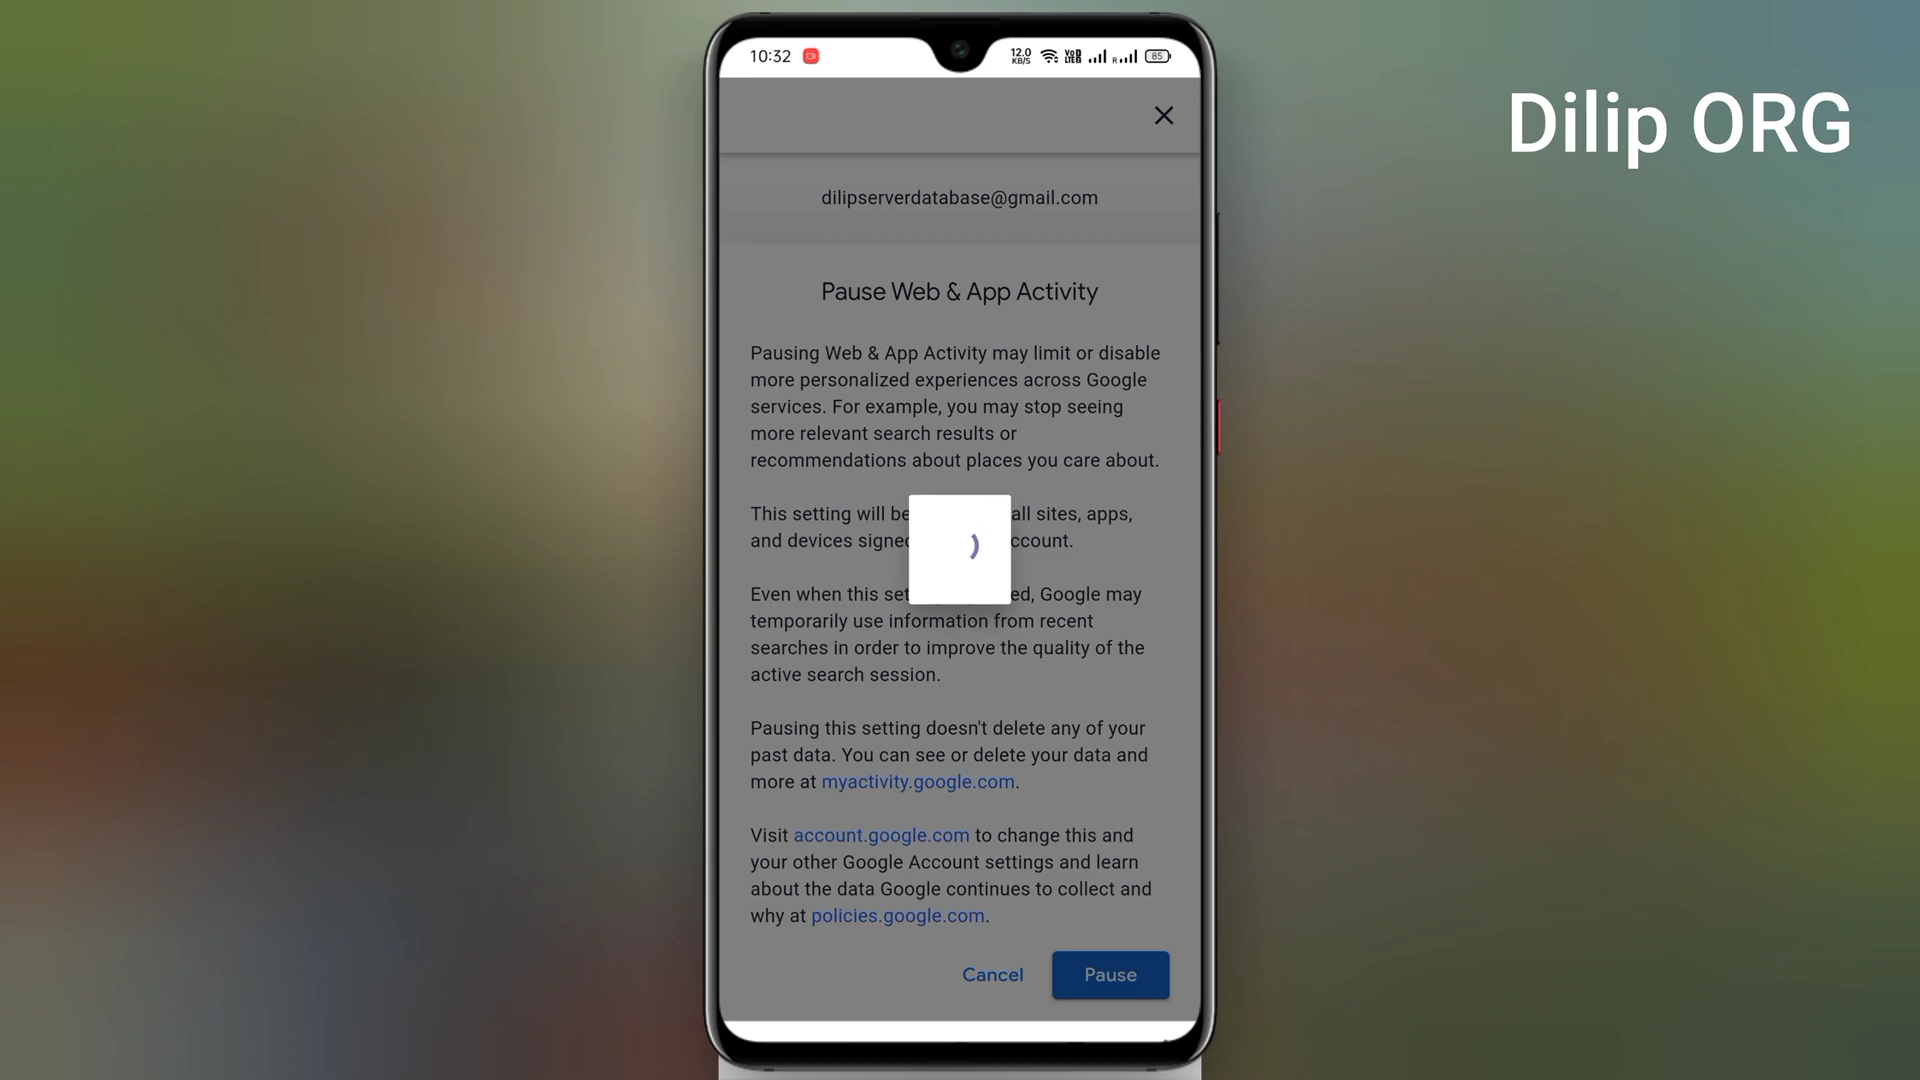 Dilip ORG
10:32
12.0
KB/S
VoD
LTE
R
85
dilipserverdatabase@gmail.com
Pause Web & App Activity
Pausing Web & App Activity may limit or disable
more personalized experiences across Google
services. For example, you may stop seeing
more relevant search results or
recommendations about places you care about.
This setting will be all sites, apps,
and devices signed ccount.
Even when this set ed, Google may
temporarily use information from recent
searches in order to improve the quality of the
active search session.
Pausing this setting doesn't delete any of your
past data. You can see or delete your data and
more at myactivity.google.com.
Visit account.google.com to change this and
your other Google Account settings and learn
about the data Google continues to collect and
why at policies.google.com.
Cancel
Pause